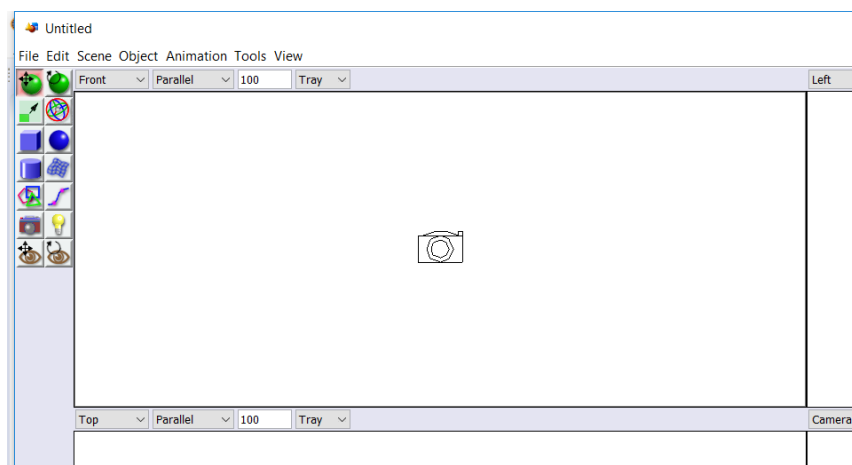 Untitled
File Edit Scene Object Animation Tools View
Front Parallel 100 Tray Left
Top Parallel 100 Tray Camera